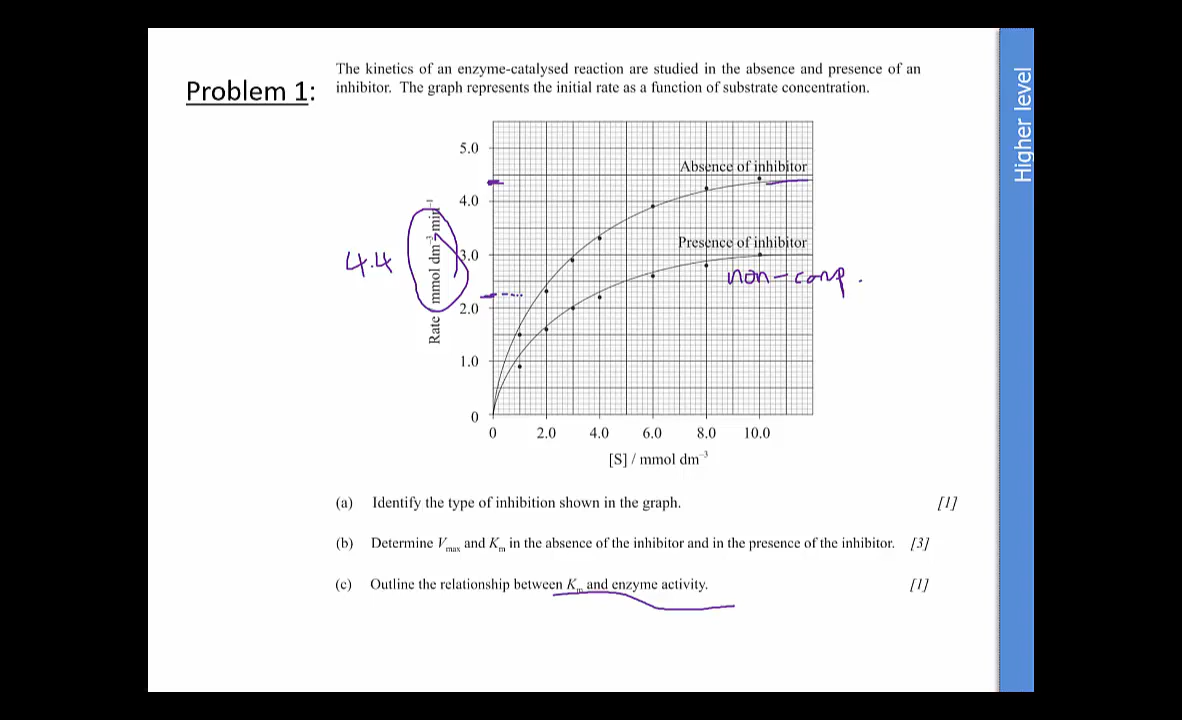 The kinetics of an enzyme-catalysed reaction are studied in the absence and presence of an
Problem 1: inhibitor. The graph represents the initial rate as a function of substrate concentration.
Higher level
5.0
Absence of inhibitor
4.0
Presence of inhibitor
4.4
3.0
non-comp.
2.0
Rate / mmol dm⁻³ min⁻¹
1.0
0
0 2.0 4.0 6.0 8.0 10.0
[S] / mmol dm⁻³
(a) Identify the type of inhibition shown in the graph. [1]
(b) Determine Vmax and Km in the absence of the inhibitor and in the presence of the inhibitor. [3]
(c) Outline the relationship between Km and enzyme activity. [1]